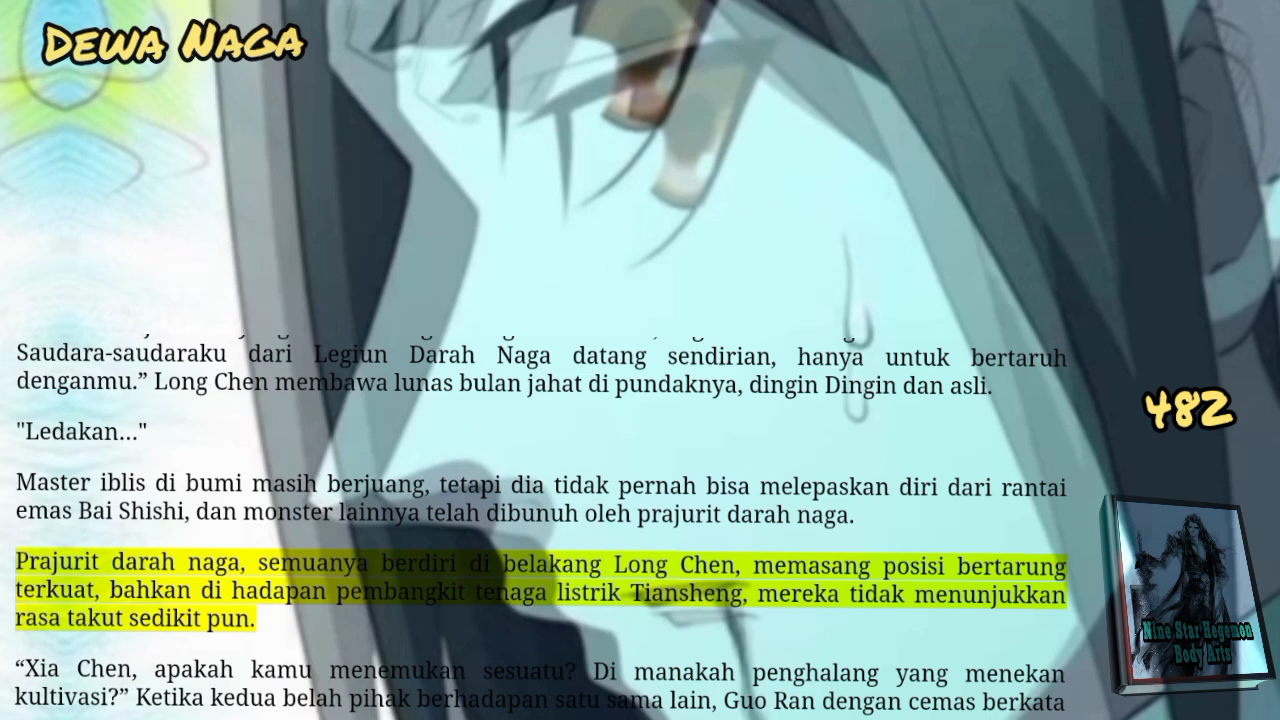 Dewa Naga
Saudara-saudaraku dari Legiun Darah Naga datang sendirian, hanya untuk bertaruh
denganmu.” Long Chen membawa lunas bulan jahat di pundaknya, dingin Dingin dan asli.
"Ledakan..."
Master iblis di bumi masih berjuang, tetapi dia tidak pernah bisa melepaskan diri dari rantai
emas Bai Shishi, dan monster lainnya telah dibunuh oleh prajurit darah naga.
Prajurit darah naga, semuanya berdiri di belakang Long Chen, memasang posisi bertarung
terkuat, bahkan di hadapan pembangkit tenaga listrik Tiansheng, mereka tidak menunjukkan
rasa takut sedikit pun.
“Xia Chen, apakah kamu menemukan sesuatu? Di manakah penghalang yang menekan
kultivasi?” Ketika kedua belah pihak berhadapan satu sama lain, Guo Ran dengan cemas berkata
482
Nine Star Hegemon
Body Arts